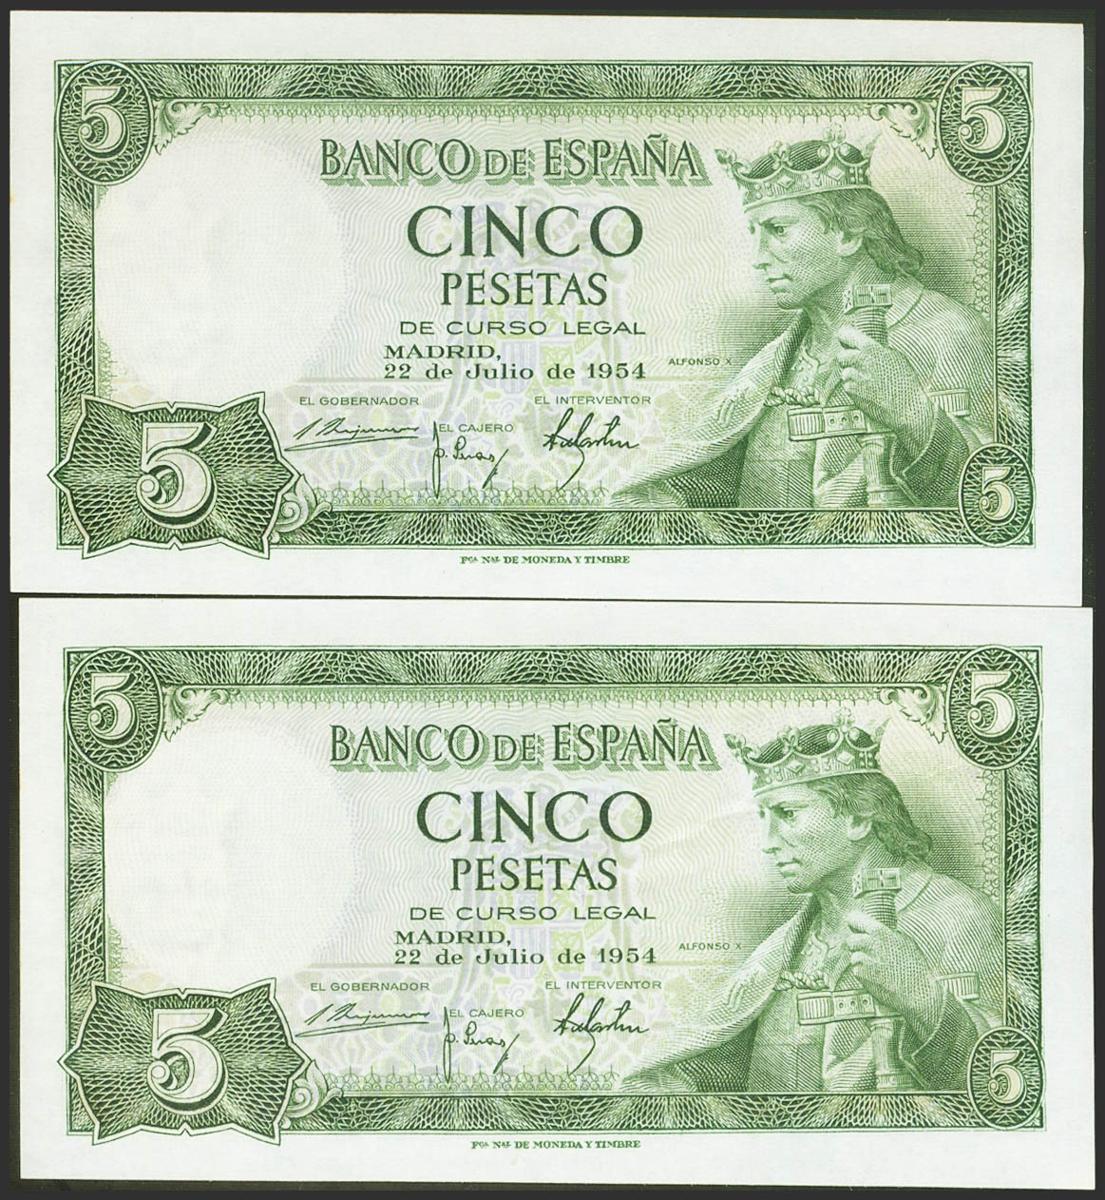 5 5
BANCO DE ESPAÑA
CINCO
PESETAS
DE CURSO LEGAL
MADRID,
22 de Julio de 1954
ALFONSO X
EL GOBERNADOR
EL INTERVENTOR
EL CAJERO
5 5
FCA NAL DE MONEDA Y TIMBRE
5 5
BANCO DE ESPAÑA
CINCO
PESETAS
DE CURSO LEGAL
MADRID,
22 de Julio de 1954
ALFONSO X
EL GOBERNADOR
EL INTERVENTOR
EL CAJERO
5 5
FCA NAL DE MONEDA Y TIMBRE